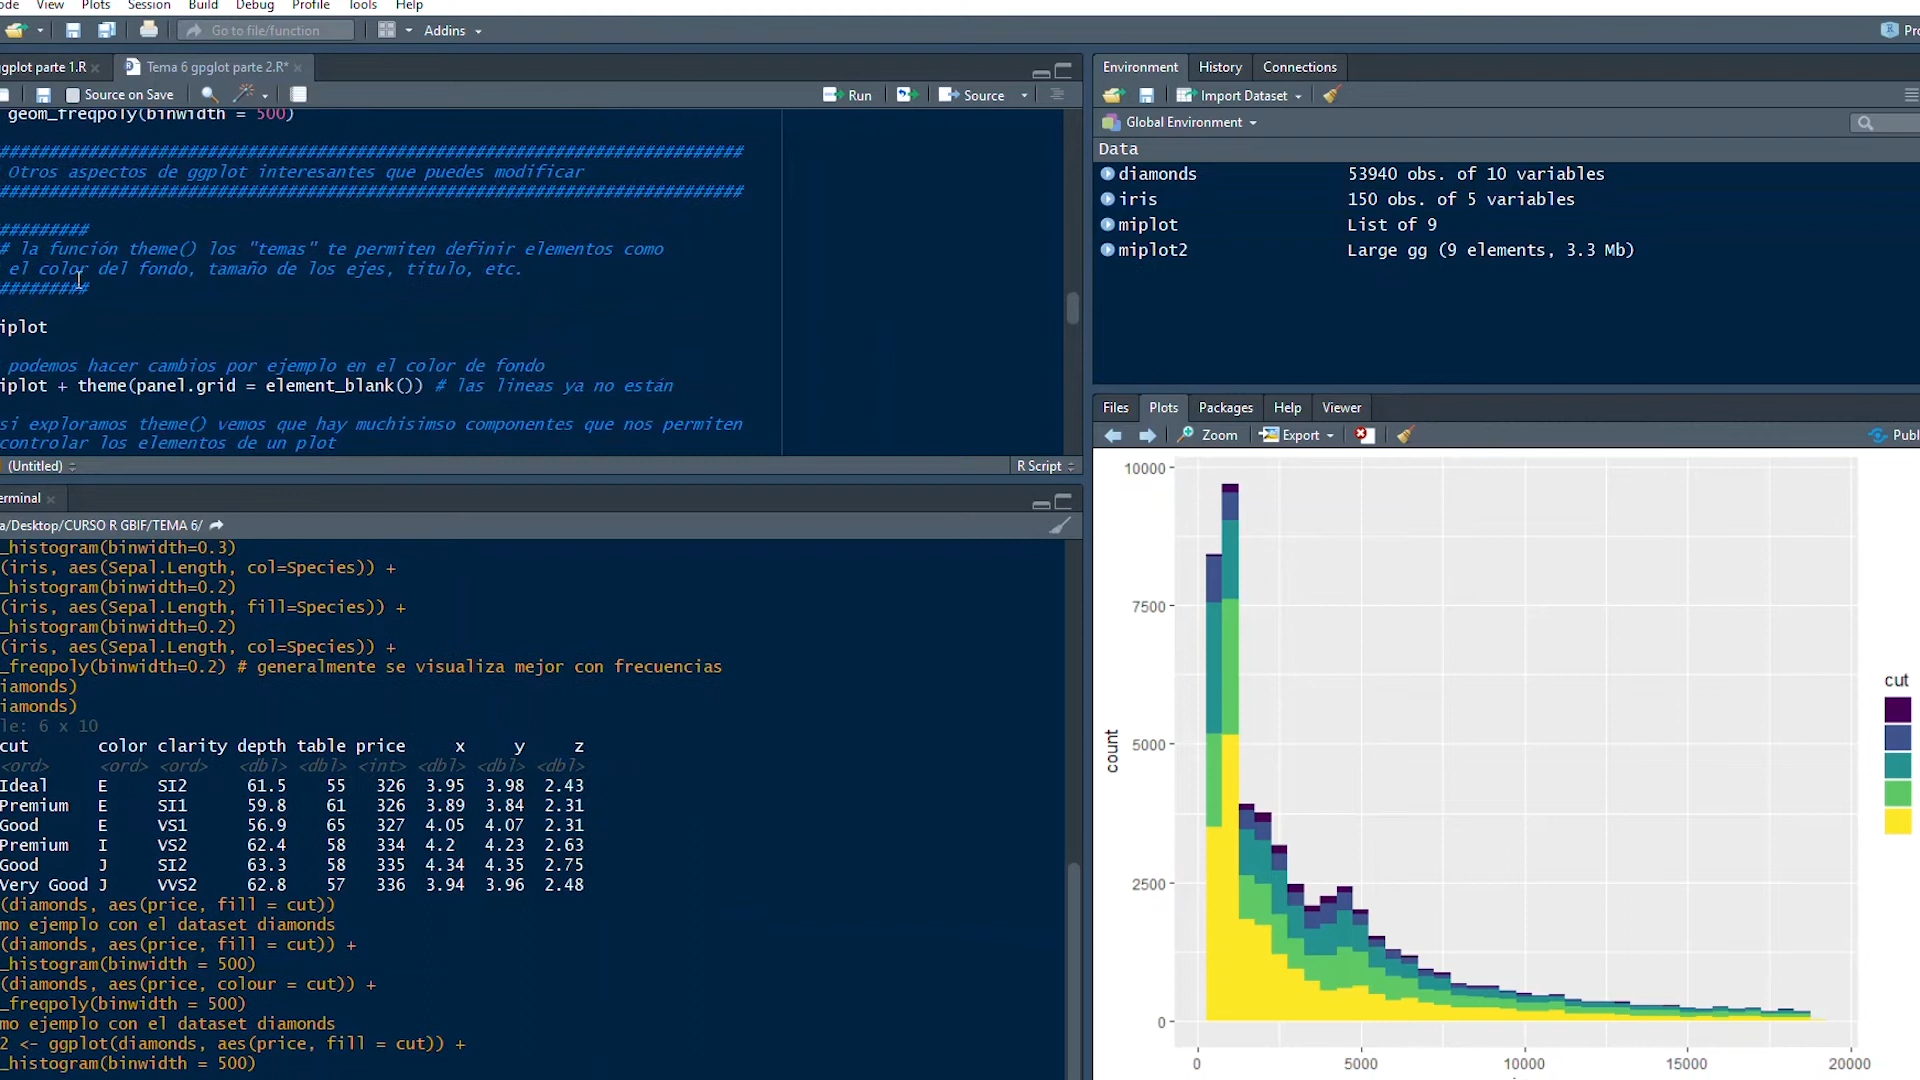 ode View Plots Session Build Debug Profile Tools Help
Go to file/function Addins
ggplot parte 1.R Tema 6 gpglot parte 2.R*
Source on Save Run Source
geom_freqpoly(binwidth = 500)
###########################################################################
Otros aspectos de ggplot interesantes que puedes modificar
###########################################################################
#########
# la función theme() los "temas" te permiten definir elementos como
el color del fondo, tamaño de los ejes, titulo, etc.
#########
iplot
podemos hacer cambios por ejemplo en el color de fondo
iplot + theme(panel.grid = element_blank()) # las lineas ya no están
si exploramos theme() vemos que hay muchisimso componentes que nos permiten
controlar los elementos de un plot
(Untitled) R Script
erminal
a/Desktop/CURSO R GBIF/TEMA 6/
_histogram(binwidth=0.3)
(iris, aes(Sepal.Length, col=Species)) +
_histogram(binwidth=0.2)
(iris, aes(Sepal.Length, fill=Species)) +
_histogram(binwidth=0.2)
(iris, aes(Sepal.Length, col=Species)) +
_freqpoly(binwidth=0.2) # generalmente se visualiza mejor con frecuencias
iamonds)
iamonds)
le: 6 x 10
cut color clarity depth table price x y z
<ord> <ord> <ord> <dbl> <dbl> <int> <dbl> <dbl> <dbl>
Ideal E SI2 61.5 55 326 3.95 3.98 2.43
Premium E SI1 59.8 61 326 3.89 3.84 2.31
Good E VS1 56.9 65 327 4.05 4.07 2.31
Premium I VS2 62.4 58 334 4.2 4.23 2.63
Good J SI2 63.3 58 335 4.34 4.35 2.75
Very Good J VVS2 62.8 57 336 3.94 3.96 2.48
(diamonds, aes(price, fill = cut))
mo ejemplo con el dataset diamonds
(diamonds, aes(price, fill = cut)) +
_histogram(binwidth = 500)
(diamonds, aes(price, colour = cut)) +
_freqpoly(binwidth = 500)
mo ejemplo con el dataset diamonds
2 <- ggplot(diamonds, aes(price, fill = cut)) +
_histogram(binwidth = 500)
Pro
Environment History Connections
Import Dataset
Global Environment
Data
diamonds 53940 obs. of 10 variables
iris 150 obs. of 5 variables
miplot List of 9
miplot2 Large gg (9 elements, 3.3 Mb)
Files Plots Packages Help Viewer
Zoom Export Publ
10000
7500
5000
2500
0
count
0 5000 10000 15000 20000
cut